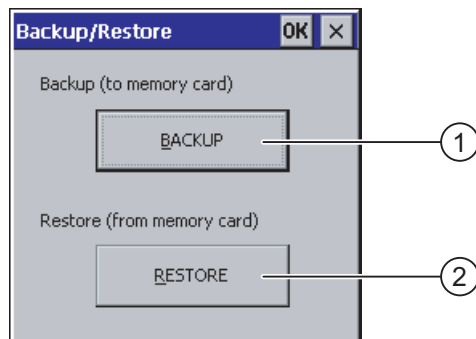 Backup/Restore OK ×
Backup (to memory card)
BACKUP
1
Restore (from memory card)
RESTORE
2